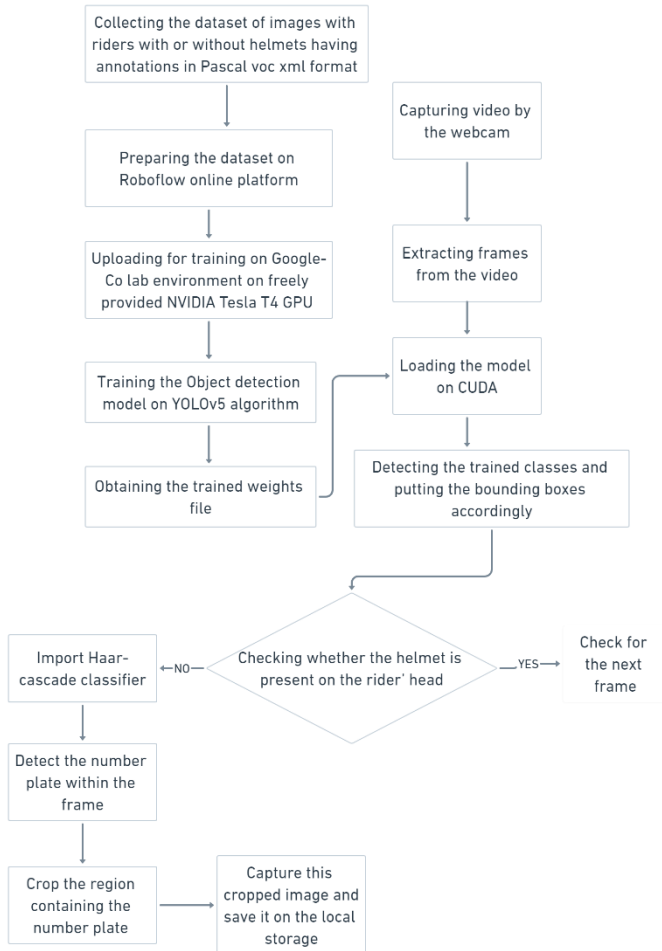 Collecting the dataset of images with
riders with or without helmets having
annotations in Pascal voc xml format
Preparing the dataset on
Roboflow online platform
Uploading for training on Google-
Co lab environment on freely
provided NVIDIA Tesla T4 GPU
Training the Object detection
model on YOLOv5 algorithm
Obtaining the trained weights
file
Capturing video by
the webcam
Extracting frames
from the video
Loading the model
on CUDA
Detecting the trained classes and
putting the bounding boxes
accordingly
Checking whether the helmet is
present on the rider' head
NO
YES
Check for
the next
frame
Import Haar-
cascade classifier
Detect the number
plate within the
frame
Crop the region
containing the
number plate
Capture this
cropped image and
save it on the local
storage